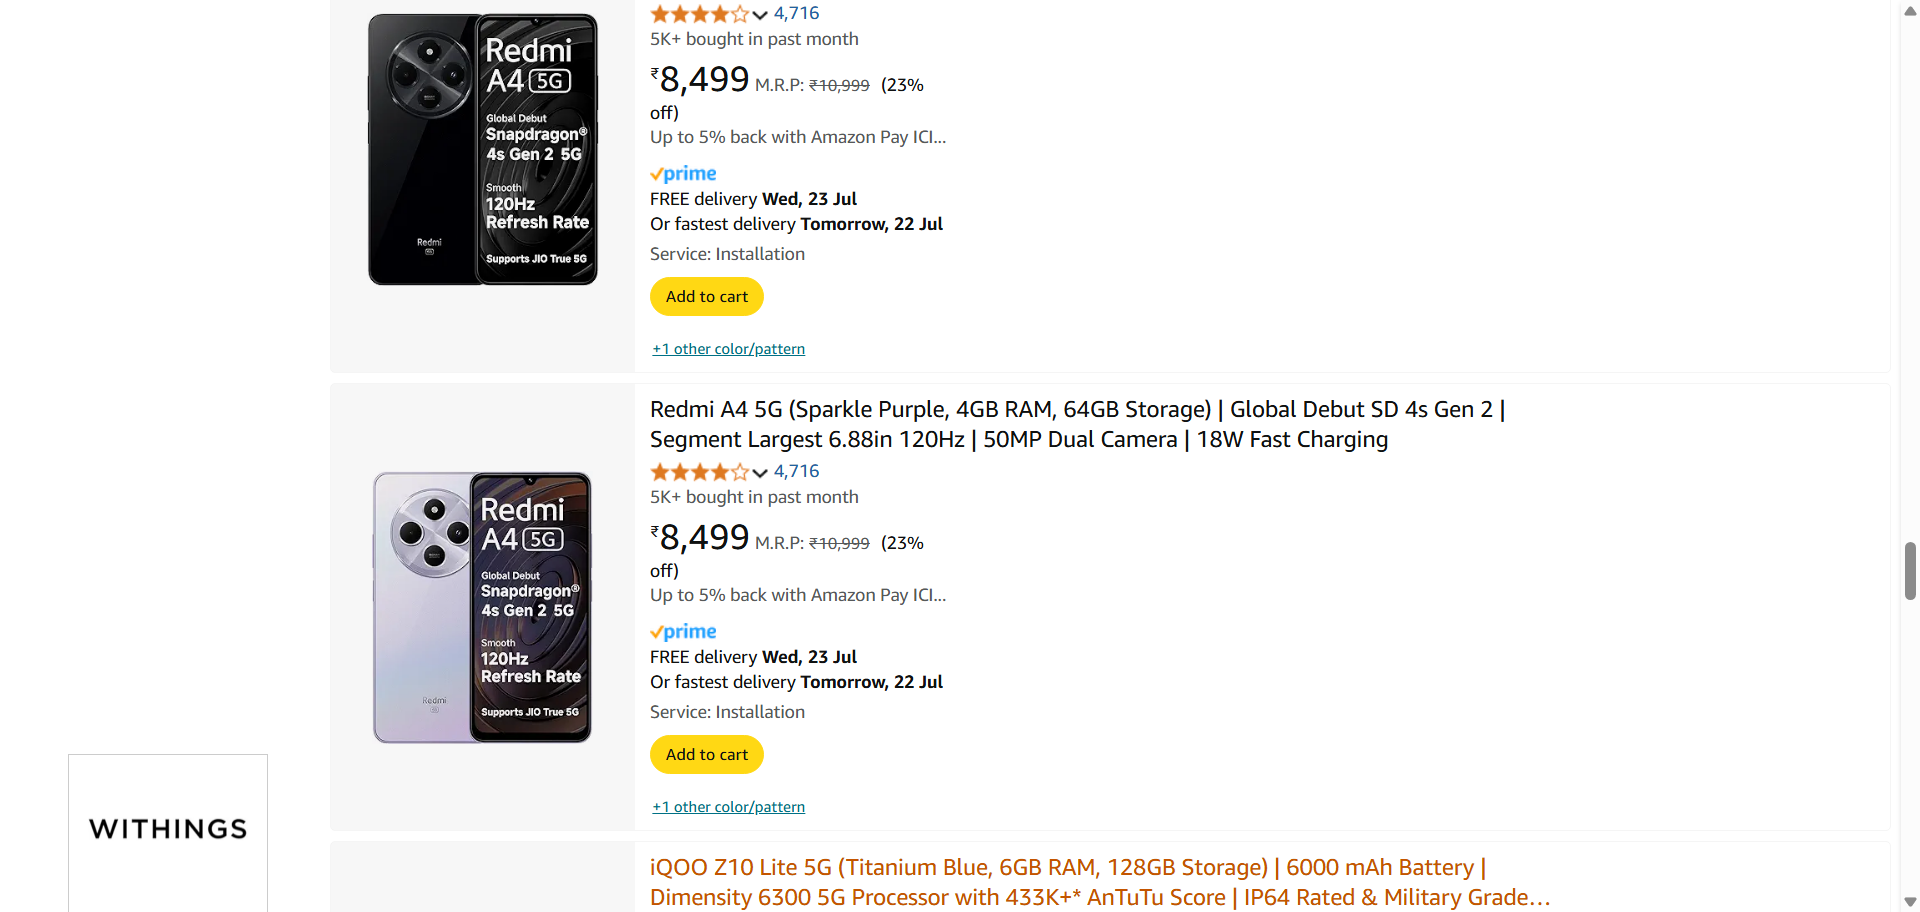 Redmi
A4 5G
Global Debut
Snapdragon®
4s Gen 2 5G
Smooth
120Hz
Refresh Rate
Supports JIO True 5G
Redmi
5G
4,716
5K+ bought in past month
₹8,499 M.R.P: ₹10,999 (23%
off)
Up to 5% back with Amazon Pay ICI...
prime
FREE delivery Wed, 23 Jul
Or fastest delivery Tomorrow, 22 Jul
Service: Installation
Add to cart
+1 other color/pattern
Redmi
A4 5G
Global Debut
Snapdragon®
4s Gen 2 5G
Smooth
120Hz
Refresh Rate
Supports JIO True 5G
Redmi
Redmi A4 5G (Sparkle Purple, 4GB RAM, 64GB Storage) | Global Debut SD 4s Gen 2 |
Segment Largest 6.88in 120Hz | 50MP Dual Camera | 18W Fast Charging
4,716
5K+ bought in past month
₹8,499 M.R.P: ₹10,999 (23%
off)
Up to 5% back with Amazon Pay ICI...
prime
FREE delivery Wed, 23 Jul
Or fastest delivery Tomorrow, 22 Jul
Service: Installation
Add to cart
+1 other color/pattern
WITHINGS
iQOO Z10 Lite 5G (Titanium Blue, 6GB RAM, 128GB Storage) | 6000 mAh Battery |
Dimensity 6300 5G Processor with 433K+* AnTuTu Score | IP64 Rated & Military Grade...